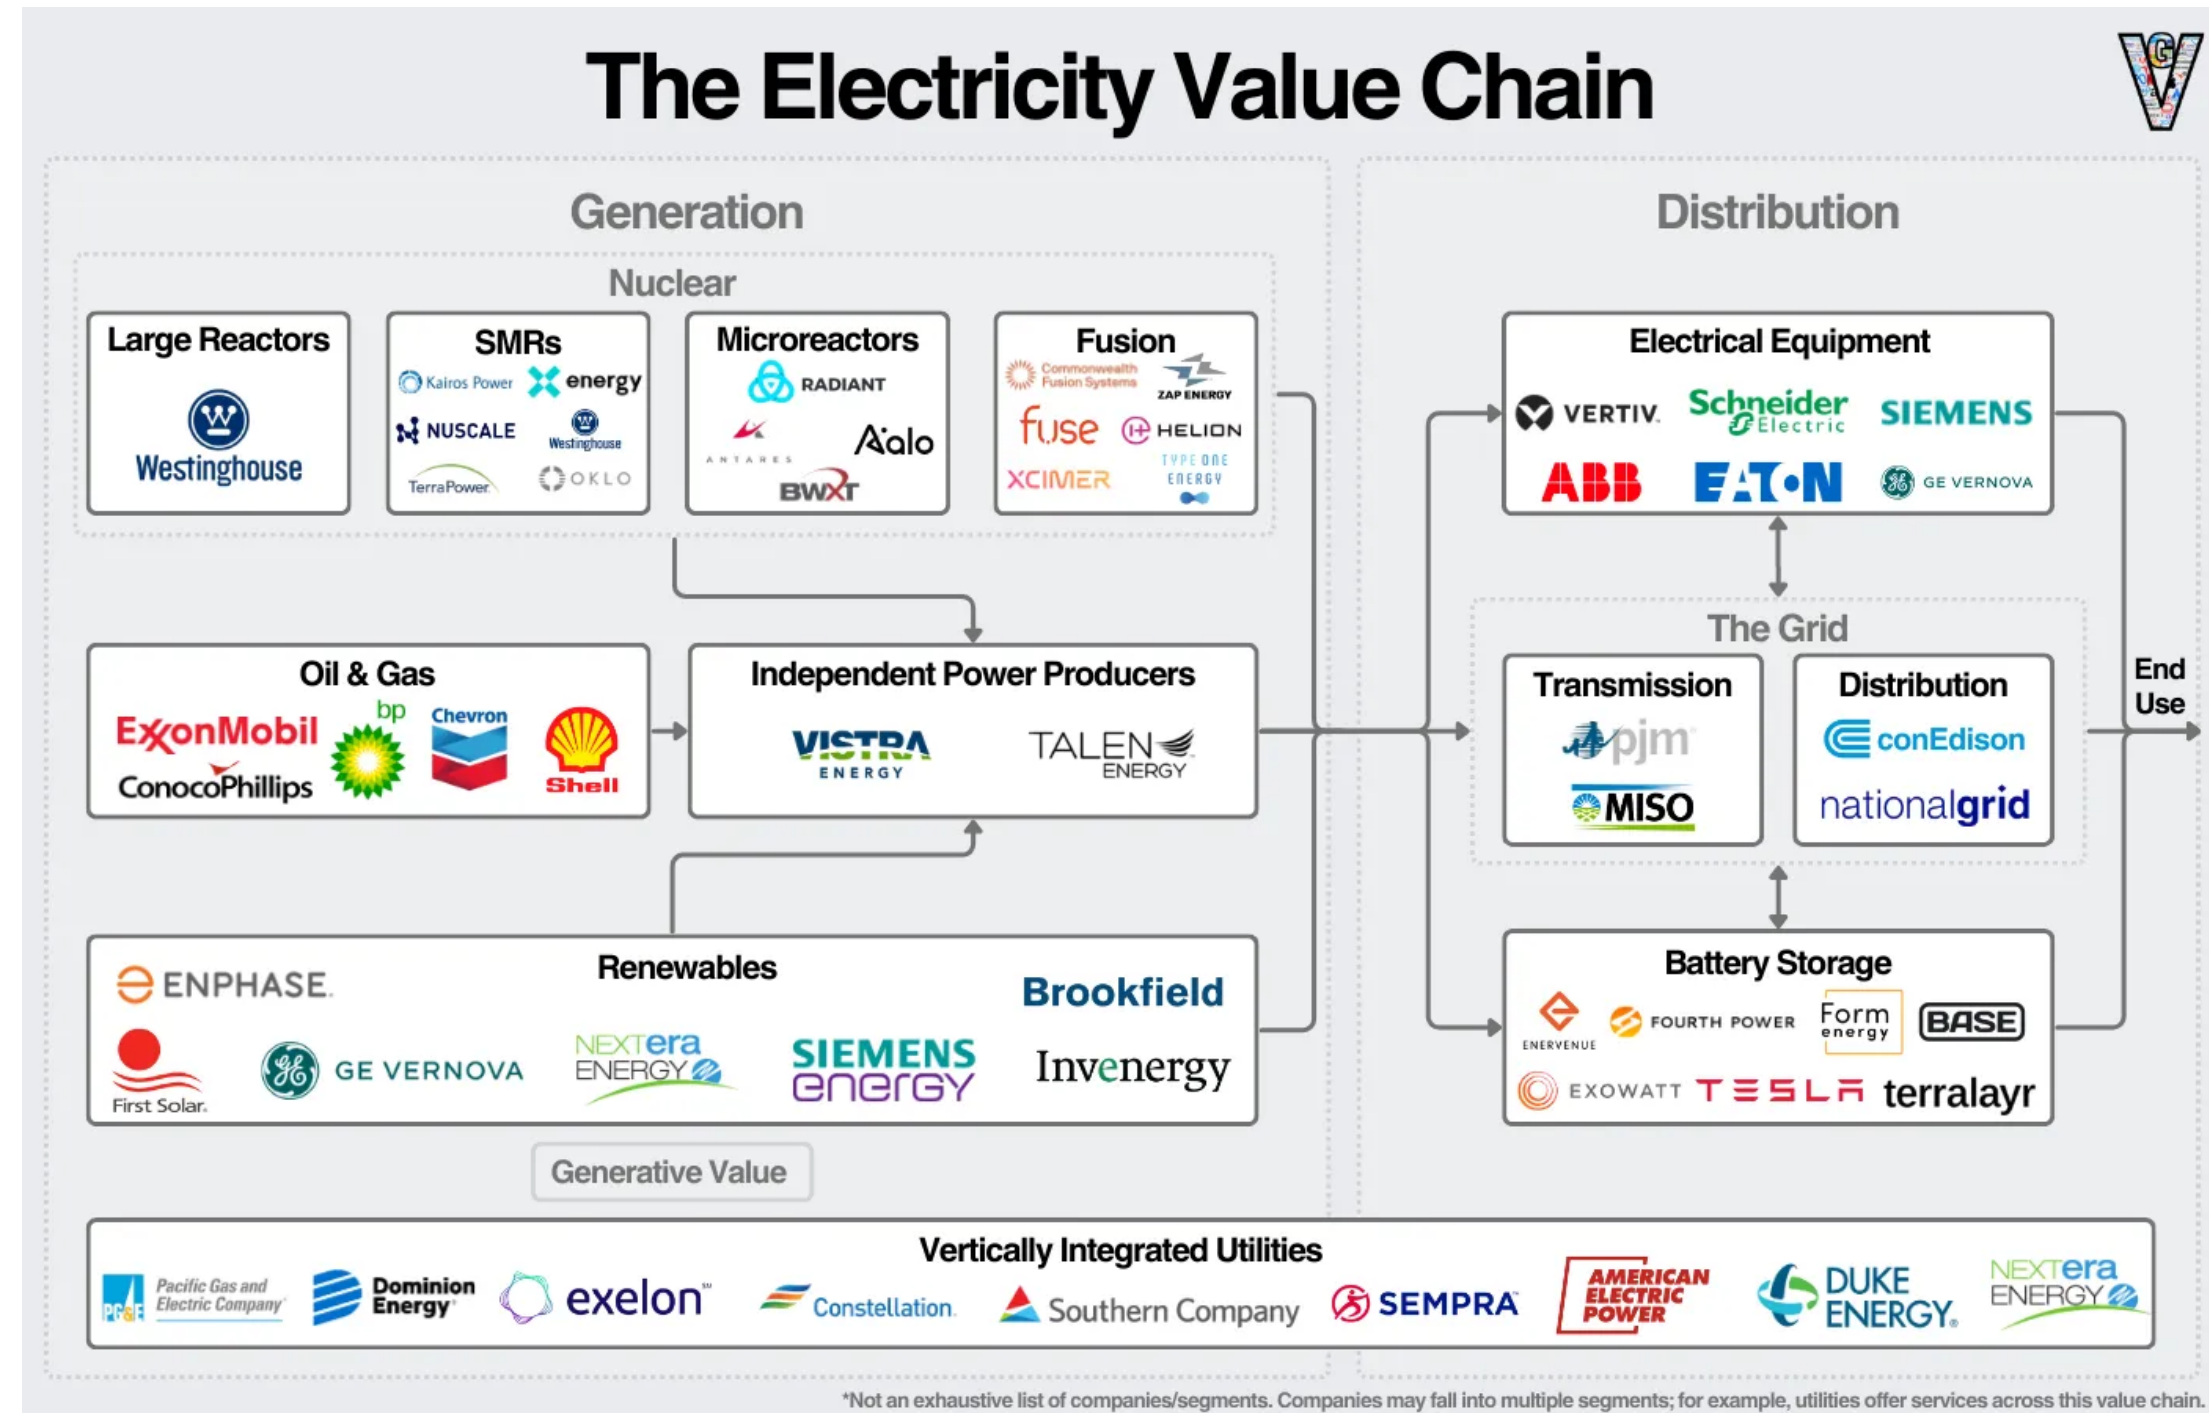 The Electricity Value Chain
GV
Generation
Distribution
Nuclear
Large Reactors
Westinghouse
SMRs
Kairos Power
X energy
NUSCALE
Westinghouse
TerraPower
OKLO
Microreactors
RADIANT
ANTARES
Aalo
BWXT
Fusion
Commonwealth
Fusion Systems
ZAP ENERGY
fuse
HELION
XCIMER
TYPE ONE
ENERGY
Electrical Equipment
VERTIV.
Schneider
Electric
SIEMENS
ABB
EATON
GE VERNOVA
Oil & Gas
ExxonMobil
bp
Chevron
Shell
ConocoPhillips
Independent Power Producers
VISTRA
ENERGY
TALEN
ENERGY
The Grid
Transmission
pjm
MISO
Distribution
conEdison
nationalgrid
End
Use
Renewables
ENPHASE.
Brookfield
First Solar.
GE VERNOVA
NEXTera
ENERGY
SIEMENS
energy
Invenergy
Battery Storage
ENERVENUE
FOURTH POWER
Form
energy
BASE
EXOWATT
TESLA
terralayr
Generative Value
Vertically Integrated Utilities
PG&E
Pacific Gas and
Electric Company
Dominion
Energy
exelon℠
Constellation.
Southern Company
SEMPRA
AMERICAN
ELECTRIC
POWER
DUKE
ENERGY®
NEXTera
ENERGY
*Not an exhaustive list of companies/segments. Companies may fall into multiple segments; for example, utilities offer services across this value chain.